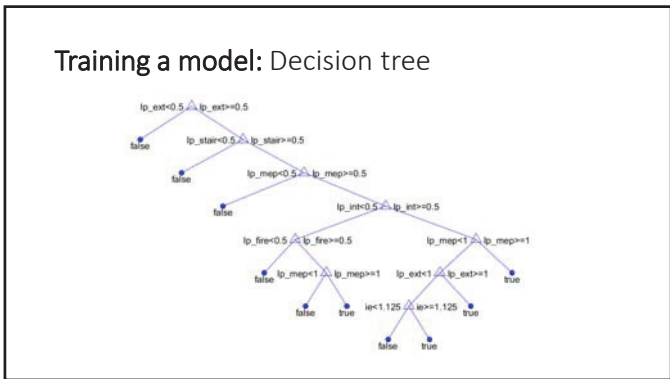 Training a model: Decision tree
lp_ext<0.5 lp_ext>=0.5
false lp_stair<0.5 lp_stair>=0.5
false lp_mep<0.5 lp_mep>=0.5
false lp_int<0.5 lp_int>=0.5
lp_fire<0.5 lp_fire>=0.5 lp_mep<1 lp_mep>=1
false lp_mep<1 lp_mep>=1 lp_ext<1 lp_ext>=1 true
false true ie<1.125 ie>=1.125 true
false true